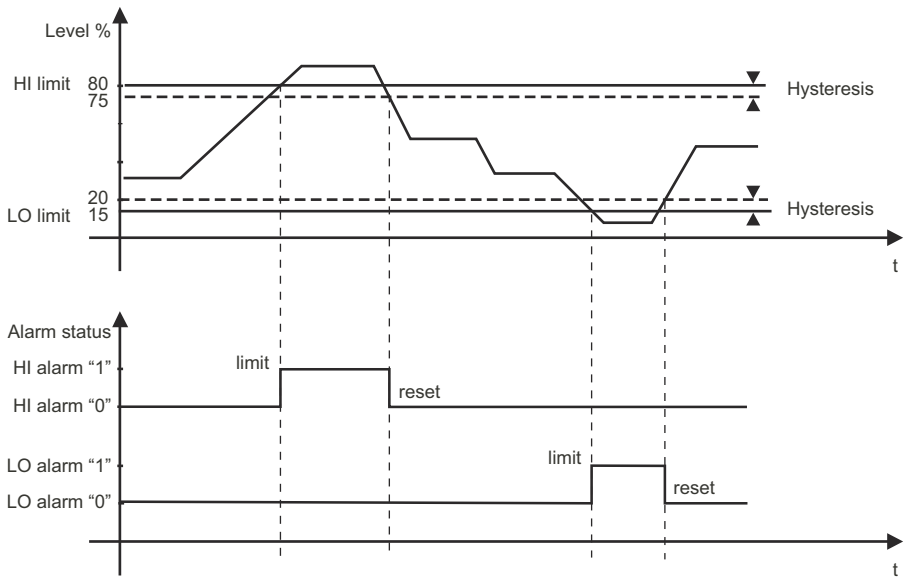 Level %
HI limit 80
75
Hysteresis
20
LO limit 15
Hysteresis
t
Alarm status
HI alarm “1”
limit
HI alarm “0”
reset
LO alarm “1”
limit
LO alarm “0”
reset
t